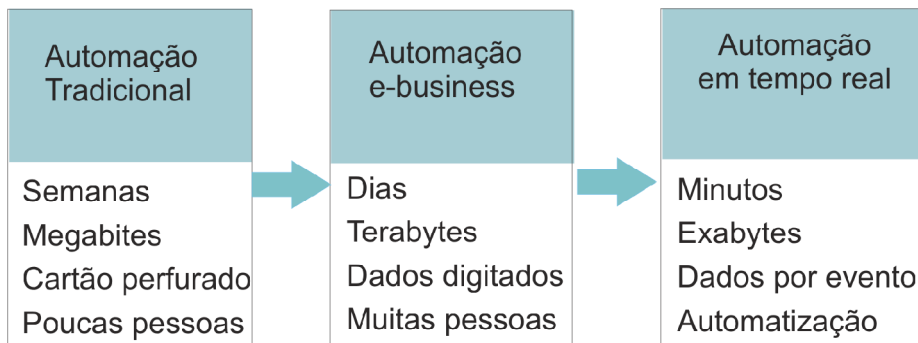 Automação
Tradicional
Semanas
Megabites
Cartão perfurado
Poucas pessoas
Automação
e-business
Dias
Terabytes
Dados digitados
Muitas pessoas
Automação
em tempo real
Minutos
Exabytes
Dados por evento
Automatização